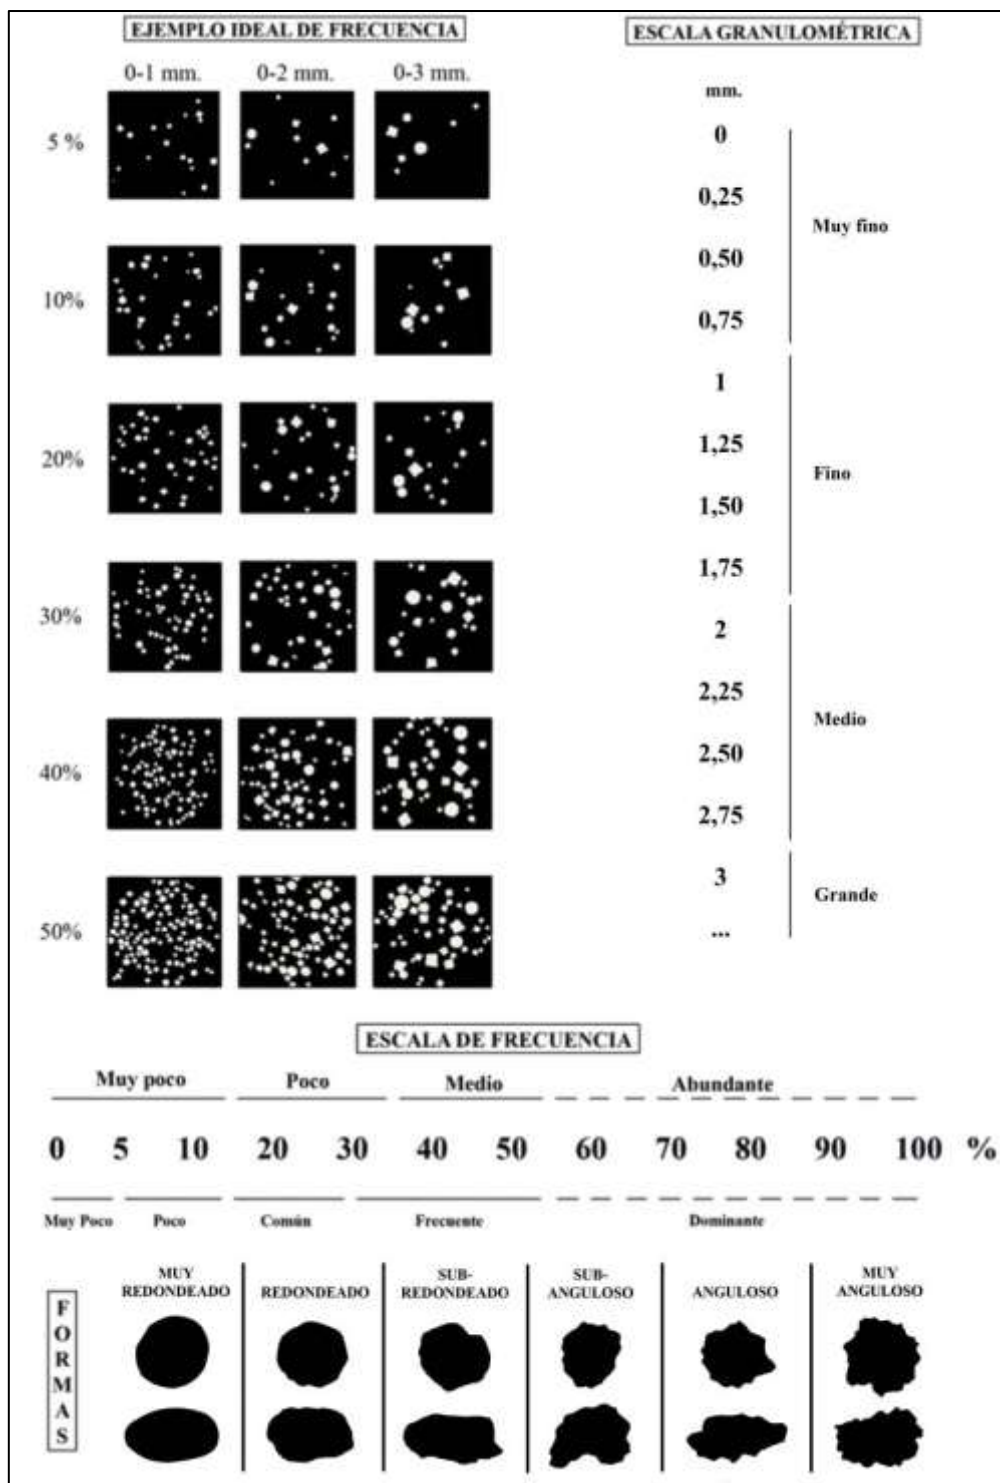 EJEMPLO IDEAL DE FRECUENCIA
0-1 mm. 0-2 mm. 0-3 mm.
5 %
10%
20%
30%
40%
50%
ESCALA GRANULOMÉTRICA
mm.
0
0,25
0,50
0,75
Muy fino
1
1,25
1,50
1,75
Fino
2
2,25
2,50
2,75
Medio
3
...
Grande
ESCALA DE FRECUENCIA
Muy poco Poco Medio Abundante
0 5 10 20 30 40 50 60 70 80 90 100 %
Muy Poco Poco Común Frecuente Dominante
FORMAS
MUY
REDONDEADO
REDONDEADO
SUB-
REDONDEADO
SUB-
ANGULOSO
ANGULOSO
MUY
ANGULOSO